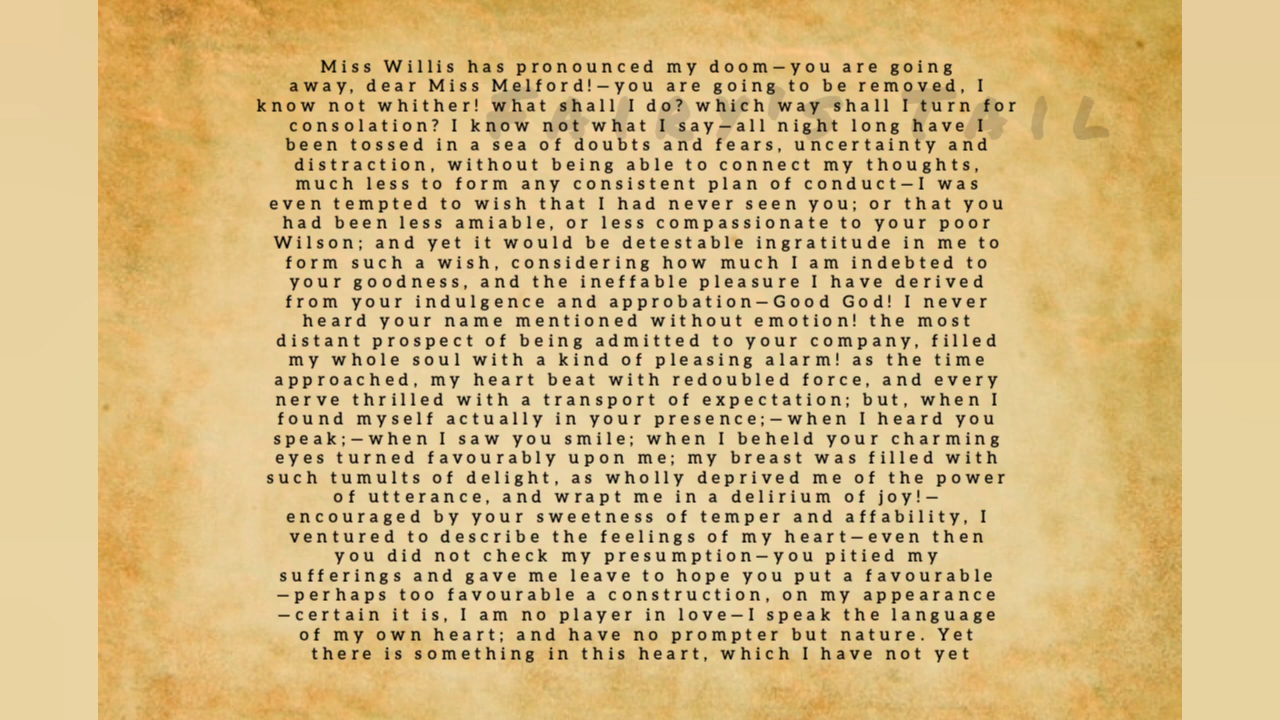 Miss Willis has pronounced my doom—you are going
away, dear Miss Melford!—you are going to be removed, I
know not whither! what shall I do? which way shall I turn for
consolation? I know not what I say—all night long have I
been tossed in a sea of doubts and fears, uncertainty and
distraction, without being able to connect my thoughts,
much less to form any consistent plan of conduct—I was
even tempted to wish that I had never seen you; or that you
had been less amiable, or less compassionate to your poor
Wilson; and yet it would be detestable ingratitude in me to
form such a wish, considering how much I am indebted to
your goodness, and the ineffable pleasure I have derived
from your indulgence and approbation—Good God! I never
heard your name mentioned without emotion! the most
distant prospect of being admitted to your company, filled
my whole soul with a kind of pleasing alarm! as the time
approached, my heart beat with redoubled force, and every
nerve thrilled with a transport of expectation; but, when I
found myself actually in your presence;—when I heard you
speak;—when I saw you smile; when I beheld your charming
eyes turned favourably upon me; my breast was filled with
such tumults of delight, as wholly deprived me of the power
of utterance, and wrapt me in a delirium of joy!—
encouraged by your sweetness of temper and affability, I
ventured to describe the feelings of my heart—even then
you did not check my presumption—you pitied my
sufferings and gave me leave to hope you put a favourable
—perhaps too favourable a construction, on my appearance
—certain it is, I am no player in love—I speak the language
of my own heart; and have no prompter but nature. Yet
there is something in this heart, which I have not yet
FAIRY'S TAIL